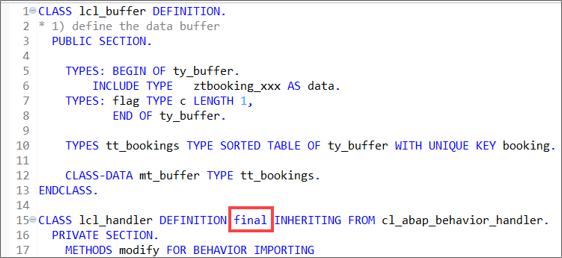 1 CLASS lcl_buffer DEFINITION.
2 * 1) define the data buffer
3 PUBLIC SECTION.
4
5 TYPES: BEGIN OF ty_buffer.
6 INCLUDE TYPE ztbooking_xxx AS data.
7 TYPES: flag TYPE c LENGTH 1,
8 END OF ty_buffer.
9
10 TYPES tt_bookings TYPE SORTED TABLE OF ty_buffer WITH UNIQUE KEY booking.
11
12 CLASS-DATA mt_buffer TYPE tt_bookings.
13 ENDCLASS.
14
15 CLASS lcl_handler DEFINITION final INHERITING FROM cl_abap_behavior_handler.
16 PRIVATE SECTION.
17 METHODS modify FOR BEHAVIOR IMPORTING